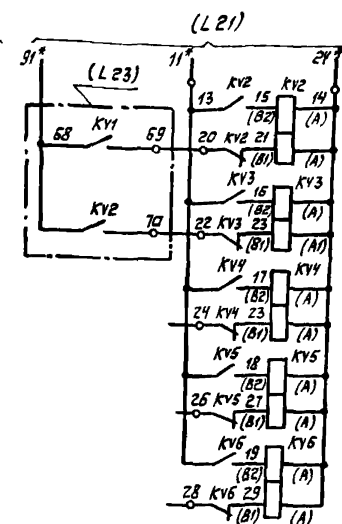 (L21)
91* 11* 24*
(L23)
KV2 KV2
13 15 14
(B2) (A)
68 KV1 69 20 KV2 21
(B1) (A)
KV3 16 KV3
(B2) (A)
KV2 70 22 KV3 23
(B1) (A1)
KV4 17 KV4
(B2) (A)
24 KV4 23
(B1) (A)
KV5 18 KV5
(B2) (A)
26 KV5 27
(B1) (A)
KV6 19 KV6
(B2) (A)
28 KV6 29
(B1) (A)